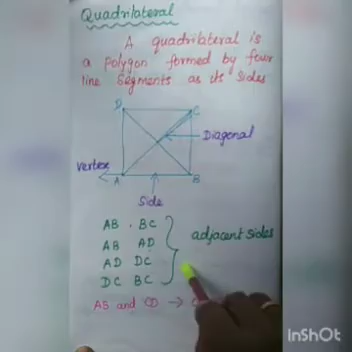 Quadrilateral
A quadrilateral is
a polygon formed by four
line segments as its sides
D
C
Diagonal
vertex
A
B
Side
AB , BC
AB AD
AD DC
DC BC
adjacent sides
AB and CD →
InShOt